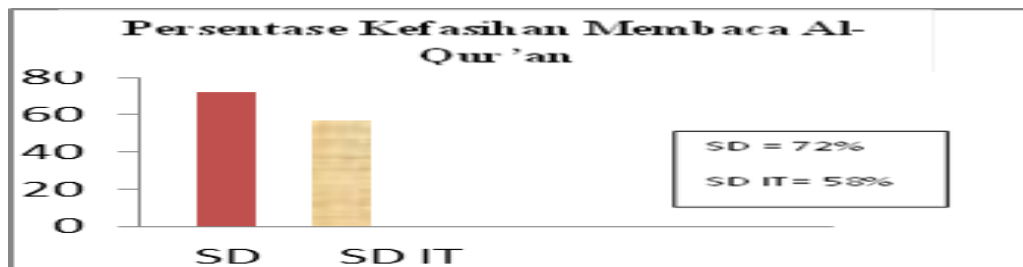 Persentase Kefasihan Membaca Al-
Qur'an
80
60
40
20
0
SD SD IT
SD = 72%
SD IT= 58%